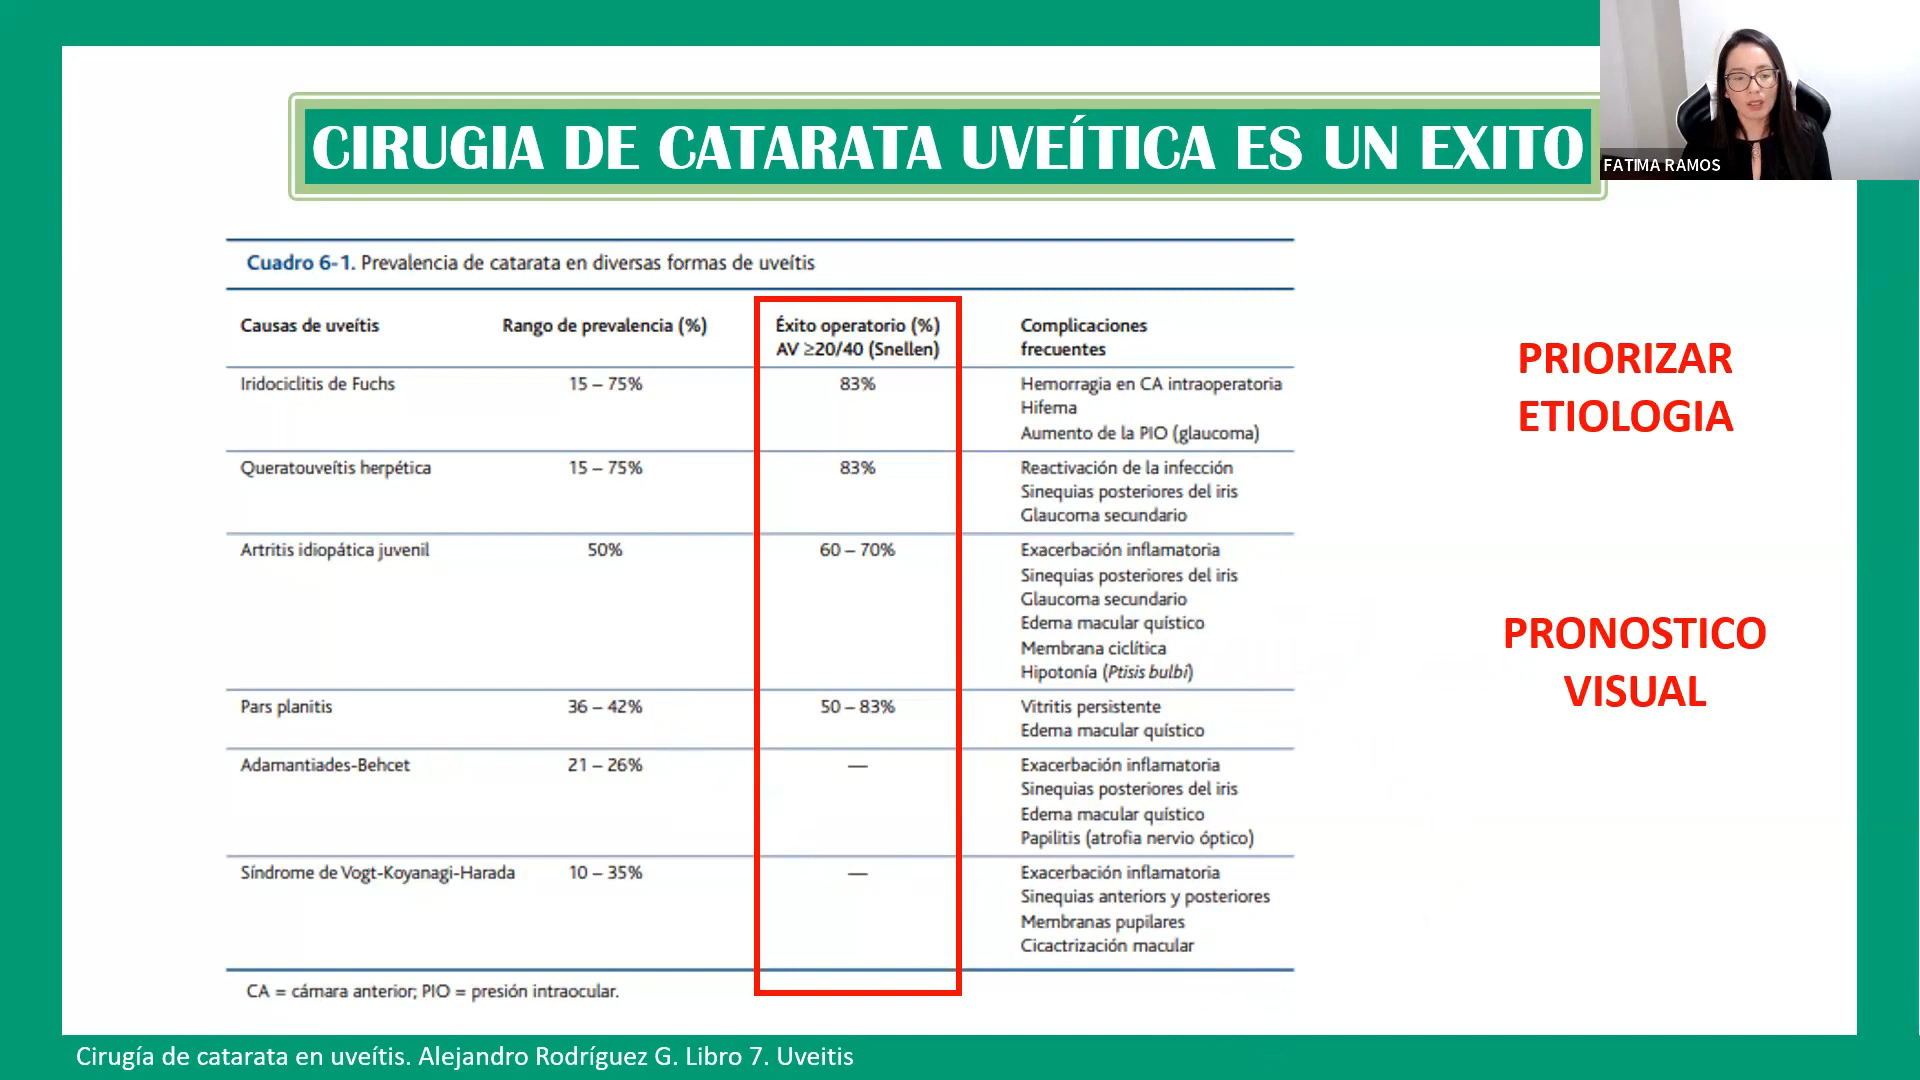 CIRUGIA DE CATARATA UVEÍTICA ES UN EXITO
FATIMA RAMOS
Cuadro 6-1. Prevalencia de catarata en diversas formas de uveítis
Causas de uveítis Rango de prevalencia (%) Éxito operatorio (%) AV ≥20/40 (Snellen) Complicaciones frecuentes
Iridociclitis de Fuchs 15 – 75% 83% Hemorragia en CA intraoperatoria
Hifema
Aumento de la PIO (glaucoma)
Queratouveítis herpética 15 – 75% 83% Reactivación de la infección
Sinequias posteriores del iris
Glaucoma secundario
Artritis idiopática juvenil 50% 60 – 70% Exacerbación inflamatoria
Sinequias posteriores del iris
Glaucoma secundario
Edema macular quístico
Membrana ciclítica
Hipotonía (Ptisis bulbi)
Pars planitis 36 – 42% 50 – 83% Vitritis persistente
Edema macular quístico
Adamantiades-Behcet 21 – 26% — Exacerbación inflamatoria
Sinequias posteriores del iris
Edema macular quístico
Papilitis (atrofia nervio óptico)
Síndrome de Vogt-Koyanagi-Harada 10 – 35% — Exacerbación inflamatoria
Sinequias anteriors y posteriores
Membranas pupilares
Cicactrización macular
CA = cámara anterior; PIO = presión intraocular.
PRIORIZAR
ETIOLOGIA
PRONOSTICO
VISUAL
Cirugía de catarata en uveítis. Alejandro Rodríguez G. Libro 7. Uveitis